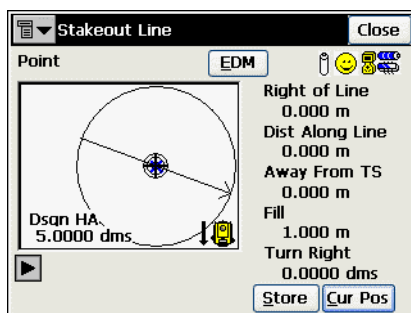 Stakeout Line
Close
Point
EDM
Right of Line
0.000 m
Dist Along Line
0.000 m
Away From TS
0.000 m
Fill
1.000 m
Turn Right
0.0000 dms
Dsgn HA
5.0000 dms
Store
Cur Pos